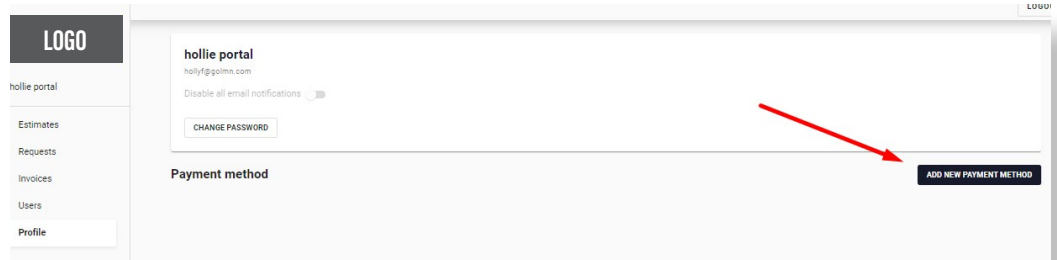 LOGO
hollie portal
Estimates
Requests
Invoices
Users
Profile
LOGOU
hollie portal
hollyf@golmn.com
Disable all email notifications
CHANGE PASSWORD
Payment method
ADD NEW PAYMENT METHOD